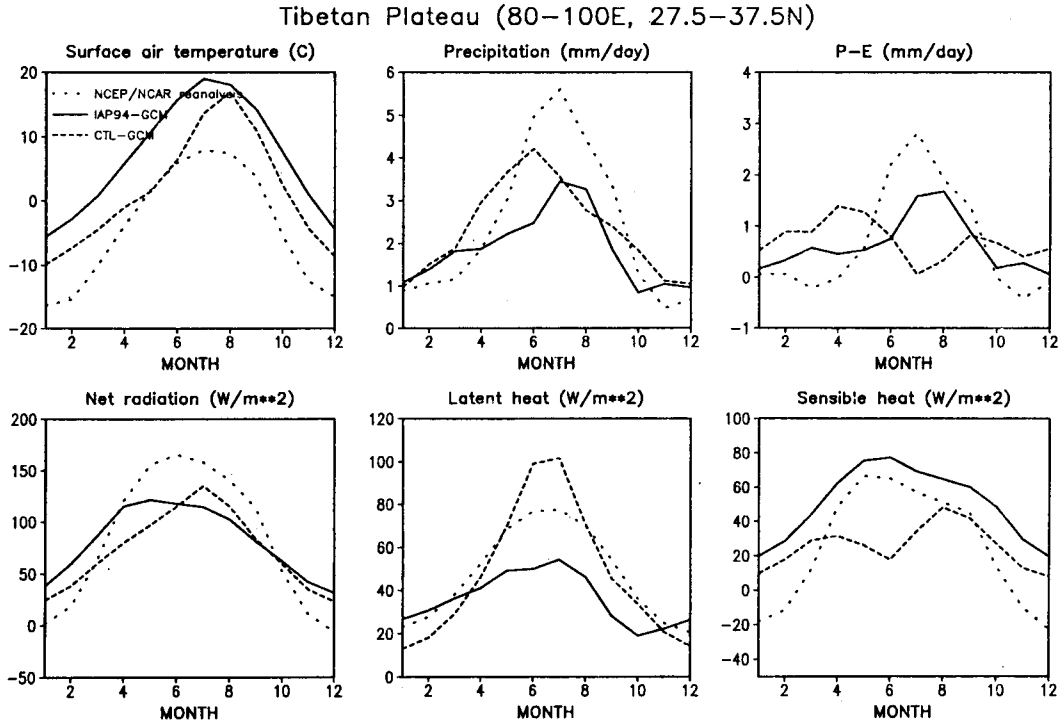 Tibetan Plateau (80-100E, 27.5-37.5N)
Surface air temperature (C)
20
10
0
-10
-20
NCEP/NCAR reanalysis
IAP94-GCM
CTL-GCM
2 4 6 8 10 12
MONTH
Precipitation (mm/day)
6
5
4
3
2
1
0
2 4 6 8 10 12
MONTH
P-E (mm/day)
4
3
2
1
0
-1
2 4 6 8 10 12
MONTH
Net radiation (W/m**2)
200
150
100
50
0
-50
2 4 6 8 10 12
MONTH
Latent heat (W/m**2)
120
100
80
60
40
20
0
2 4 6 8 10 12
MONTH
Sensible heat (W/m**2)
100
80
60
40
20
0
-20
-40
2 4 6 8 10 12
MONTH